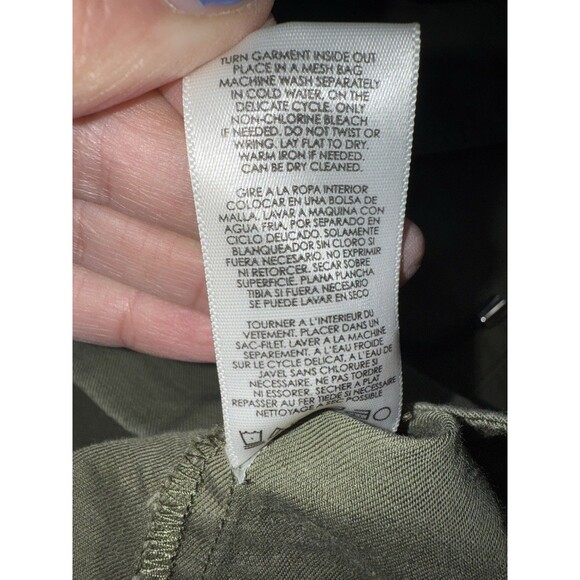 TURN GARMENT INSIDE OUT
PLACE IN A MESH BAG
MACHINE WASH SEPARATELY
IN COLD WATER, ON THE
DELICATE CYCLE. ONLY
NON-CHLORINE BLEACH
IF NEEDED. DO NOT TWIST OR
WRING. LAY FLAT TO DRY.
WARM IRON IF NEEDED.
CAN BE DRY CLEANED.
GIRE A LA ROPA INTERIOR
COLOCAR EN UNA BOLSA DE
MALLA. LAVAR A MAQUINA CON
AGUA FRIA, POR SEPARADO EN
CICLO DELICADO. SOLAMENTE
BLANQUEADOR SIN CLORO SI
FUERA NECESARIO. NO EXPRIMIR
NI RETORCER. SECAR SOBRE
SUPERFICIE. PLANA PLANCHA
TIBIA SI FUERA NECESARIO
SE PUEDE LAVAR EN SECO
TOURNER A L'INTERIEUR DU
VETEMENT. PLACER DANS UN
SAC-FILET. LAVER A LA MACHINE
SEPAREMENT. A L'EAU FROIDE
SUR LE CYCLE DELICAT. A L'EAU DE
JAVEL SANS CHLORURE SI
NECESSAIRE. NE PAS TORDRE
NI ESSORER. SECHER A PLAT
REPASSER AU FER TIEDE SI NECESSAIRE
NETTOYAGE A SEC POSSIBLE